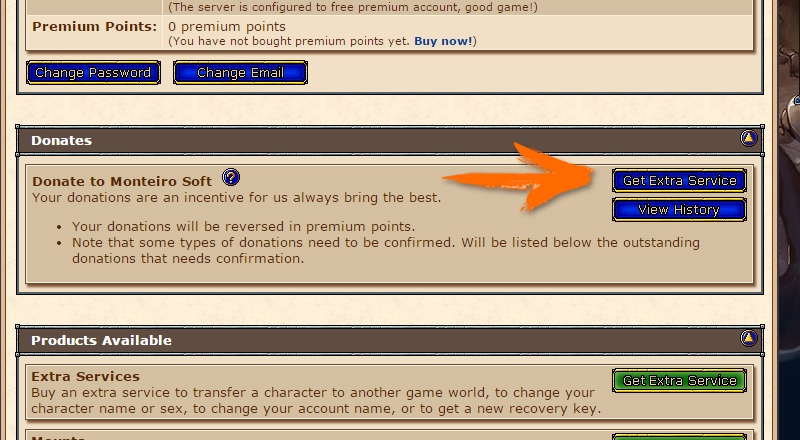 (The server is configured to free premium account, good game!)
Premium Points: 0 premium points
(You have not bought premium points yet. Buy now!)
Change Password Change Email
Donates
Donate to Monteiro Soft ?
Get Extra Service
Your donations are an incentive for us always bring the best.
View History
• Your donations will be reversed in premium points.
• Note that some types of donations need to be confirmed. Will be listed below the outstanding
donations that needs confirmation.
Products Available
Extra Services
Get Extra Service
Buy an extra service to transfer a character to another game world, to change your
character name or sex, to change your account name, or to get a new recovery key.